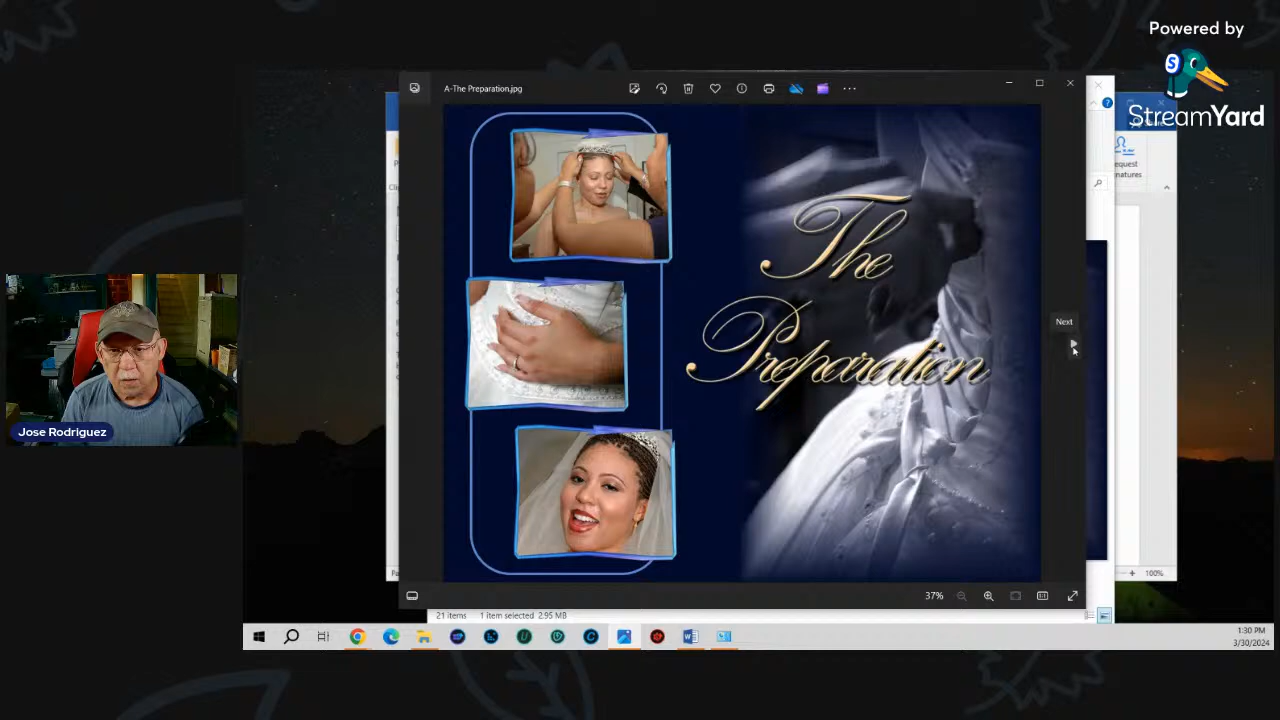 Powered by
StreamYard
A-The Preparation.jpg
The
Preparation
Next
Jose Rodriguez
37%
100%
21 items 1 item selected 2.95 MB
1:30 PM
3/30/2024